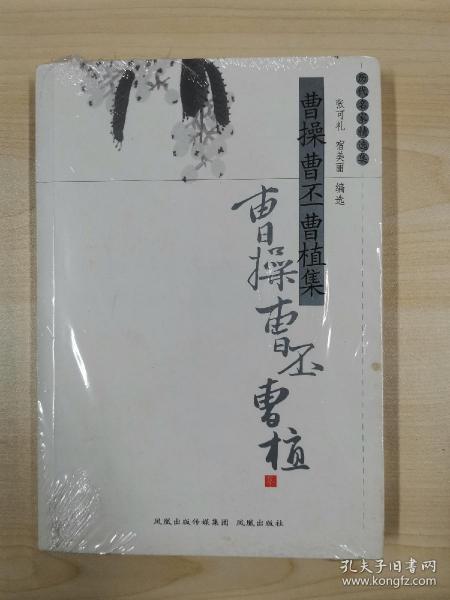 历代名家精选集
张可礼 宿美丽 编选
曹操曹丕曹植集
曹操曹丕曹植
凤凰出版传媒集团 凤凰出版社
孔夫子旧书网
www.kongfz.com